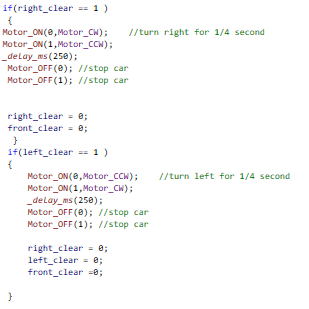 if(right_clear == 1 )
{
Motor_ON(0,Motor_CW);    //turn right for 1/4 second
Motor_ON(1,Motor_CCW);
_delay_ms(250);
Motor_OFF(0); //stop car
Motor_OFF(1); //stop car
right_clear = 0;
front_clear = 0;
}
if(left_clear == 1 )
{
Motor_ON(0,Motor_CCW);    //turn left for 1/4 second
Motor_ON(1,Motor_CW);
_delay_ms(250);
Motor_OFF(0); //stop car
Motor_OFF(1); //stop car
right_clear = 0;
left_clear = 0;
front_clear =0;
}